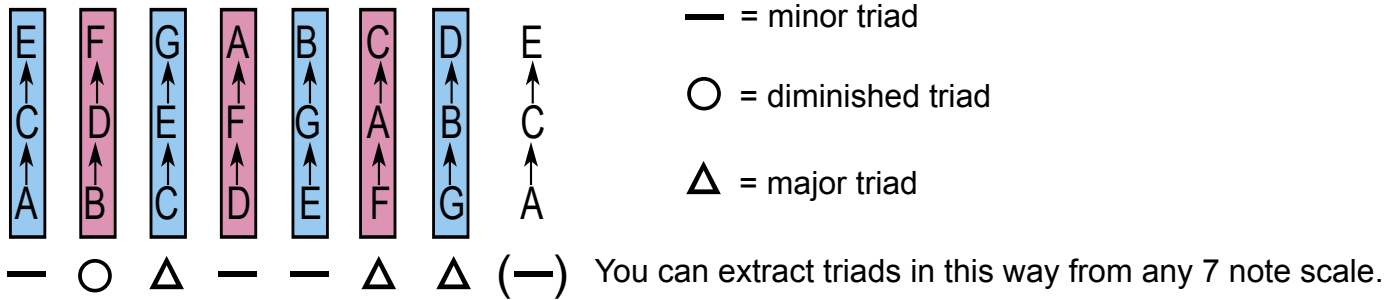 E F G A B C D E
C D E F G A B C
A B C D E F G A
— ○ △ — — △ △ (—) You can extract triads in this way from any 7 note scale.
— = minor triad
○ = diminished triad
△ = major triad